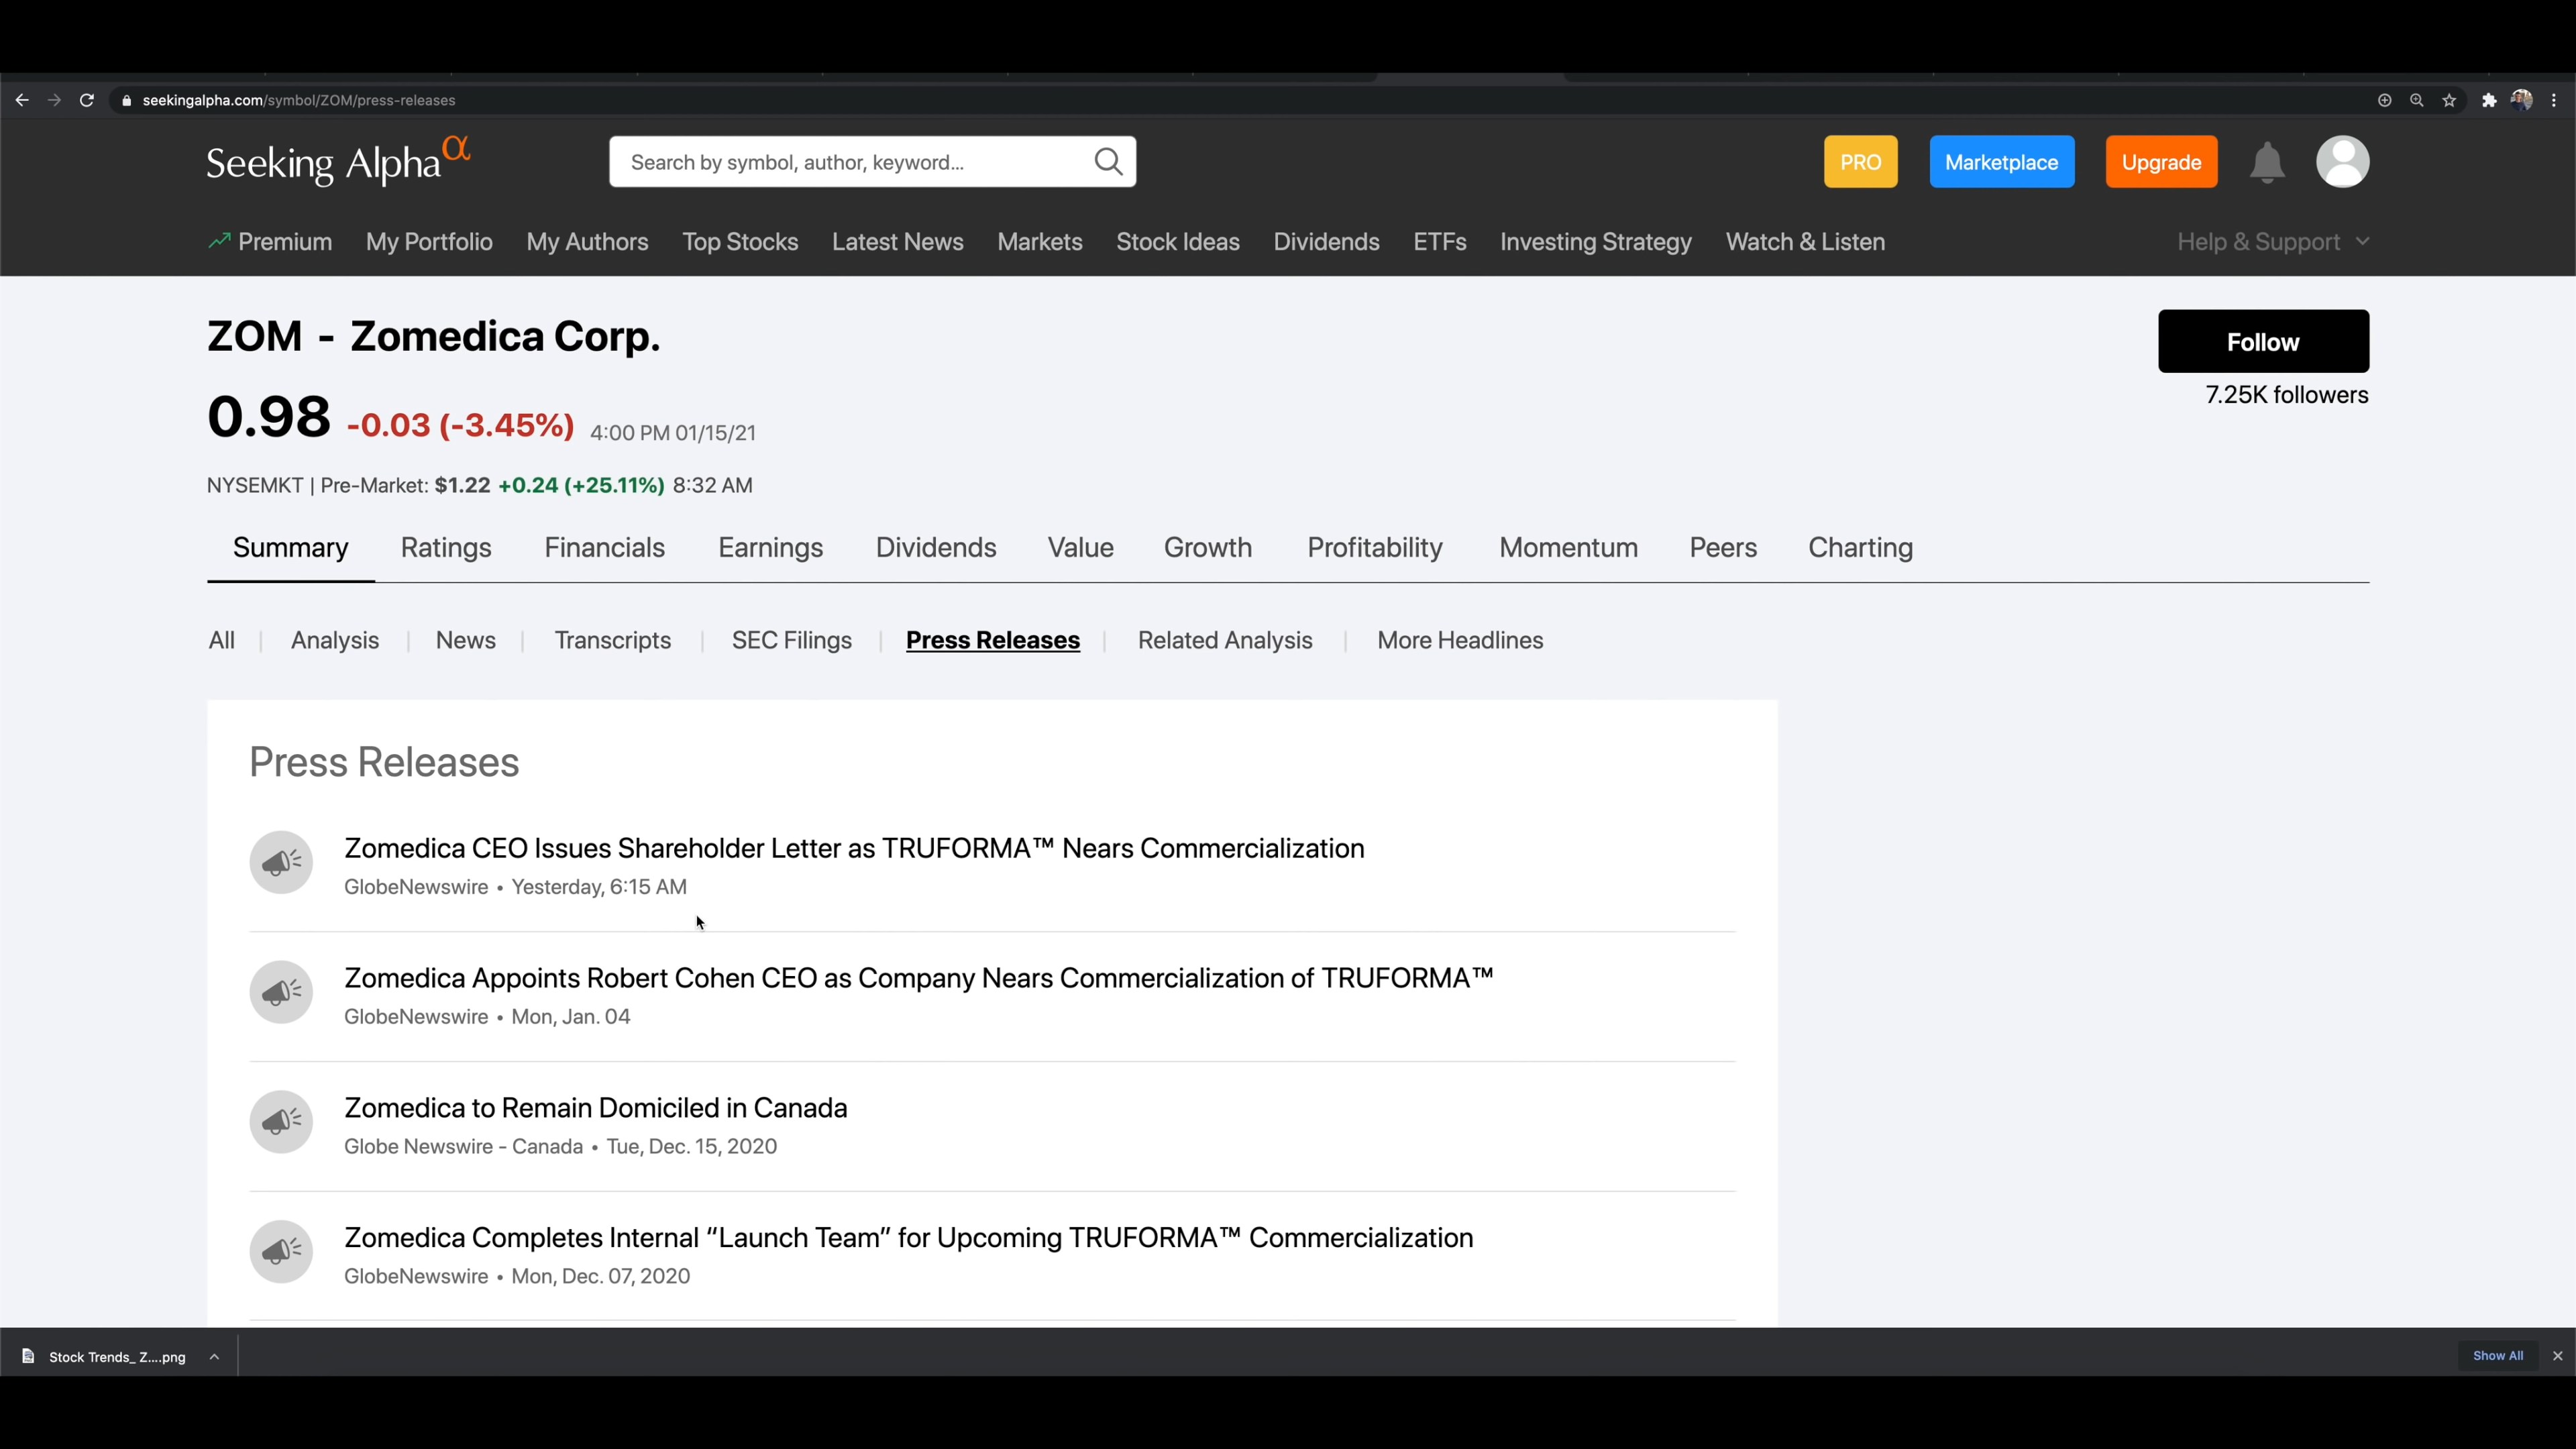 seekingalpha.com/symbol/ZOM/press-releases
Seeking Alpha α
Search by symbol, author, keyword...
PRO
Marketplace
Upgrade
Premium My Portfolio My Authors Top Stocks Latest News Markets Stock Ideas Dividends ETFs Investing Strategy Watch & Listen Help & Support
ZOM - Zomedica Corp.
Follow
7.25K followers
0.98 -0.03 (-3.45%) 4:00 PM 01/15/21
NYSEMKT | Pre-Market: $1.22 +0.24 (+25.11%) 8:32 AM
Summary Ratings Financials Earnings Dividends Value Growth Profitability Momentum Peers Charting
All | Analysis | News | Transcripts | SEC Filings | Press Releases | Related Analysis | More Headlines
Press Releases
Zomedica CEO Issues Shareholder Letter as TRUFORMA™ Nears Commercialization
GlobeNewswire • Yesterday, 6:15 AM
Zomedica Appoints Robert Cohen CEO as Company Nears Commercialization of TRUFORMA™
GlobeNewswire • Mon, Jan. 04
Zomedica to Remain Domiciled in Canada
Globe Newswire - Canada • Tue, Dec. 15, 2020
Zomedica Completes Internal “Launch Team” for Upcoming TRUFORMA™ Commercialization
GlobeNewswire • Mon, Dec. 07, 2020
Stock Trends_ Z....png
Show All